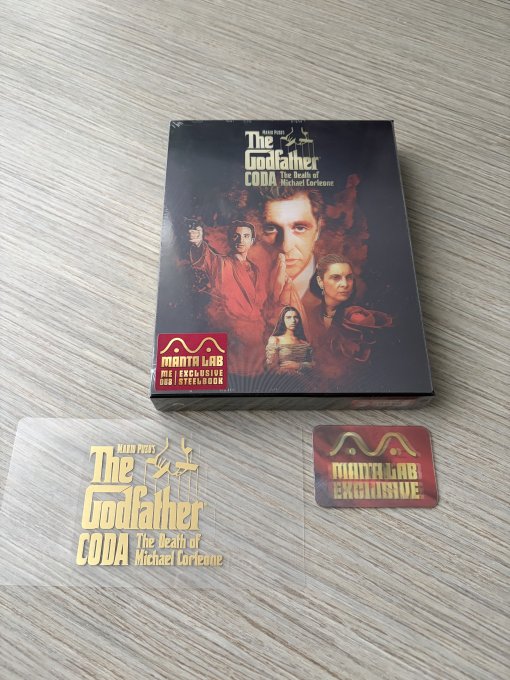 MARIO PUZO'S
The
Godfather
CODA The Death of
Michael Corleone
MANTA LAB
ME EXCLUSIVE
STEELBOOK
MARIO PUZO'S
The
Godfather
CODA The Death of
Michael Corleone
MANTA LAB
EXCLUSIVE